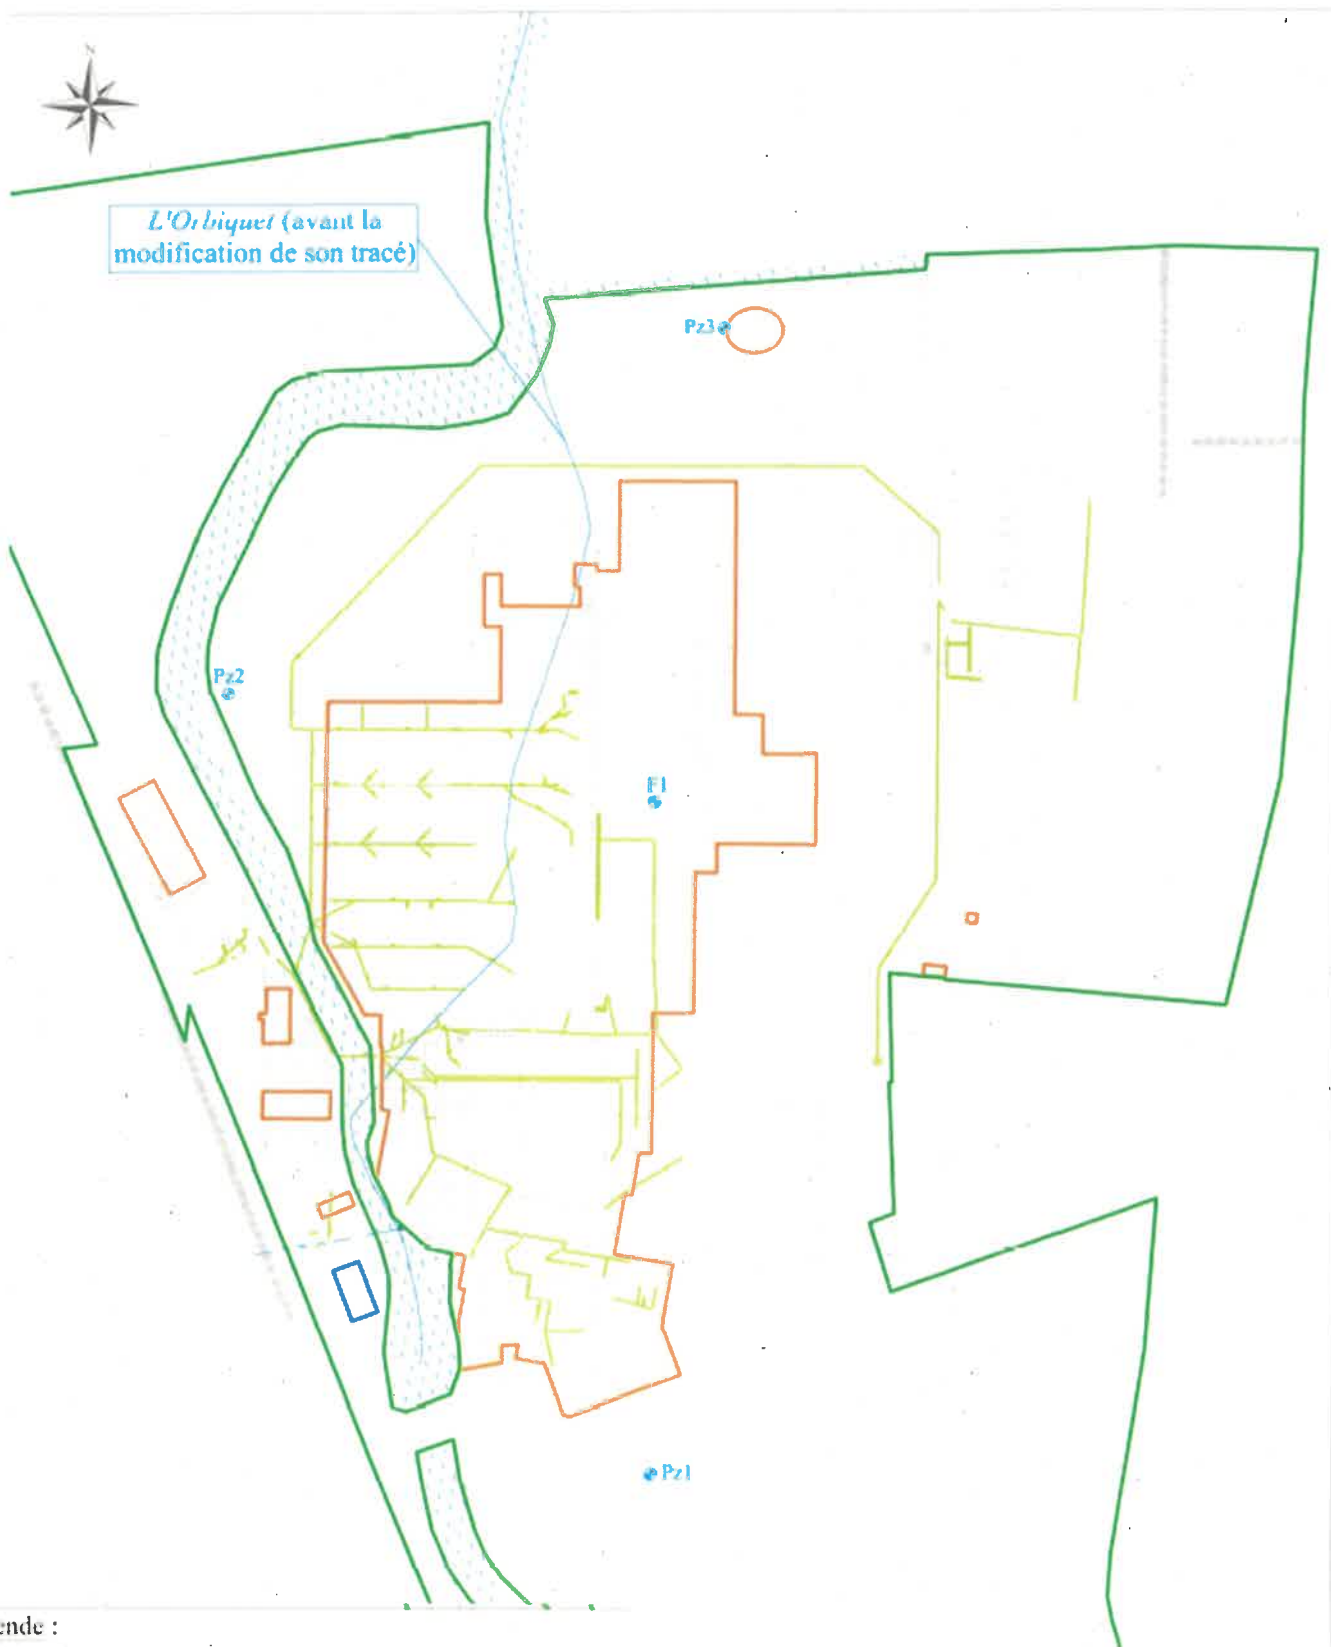 N
L'Orbiquet (avant la
modification de son tracé)
Pz3
Pz2
F1
Pz1
ende :